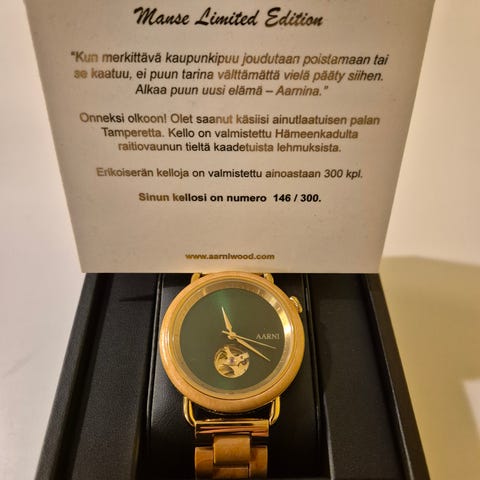 Manse Limited Edition
"Kun merkittävä kaupunkipuu joudutaan poistamaan tai
se kaatuu, ei puun tarina välttämättä vielä pääty siihen.
Alkaa puun uusi elämä – Aarnina."
Onneksi olkoon! Olet saanut käsiisi ainutlaatuisen palan
Tamperetta. Kello on valmistettu Hämeenkadulta
raitiovaunun tieltä kaadetuista lehmuksista.
Erikoiserän kelloja on valmistettu ainoastaan 300 kpl.
Sinun kellosi on numero 146 / 300.
www.aarniwood.com
AARNI